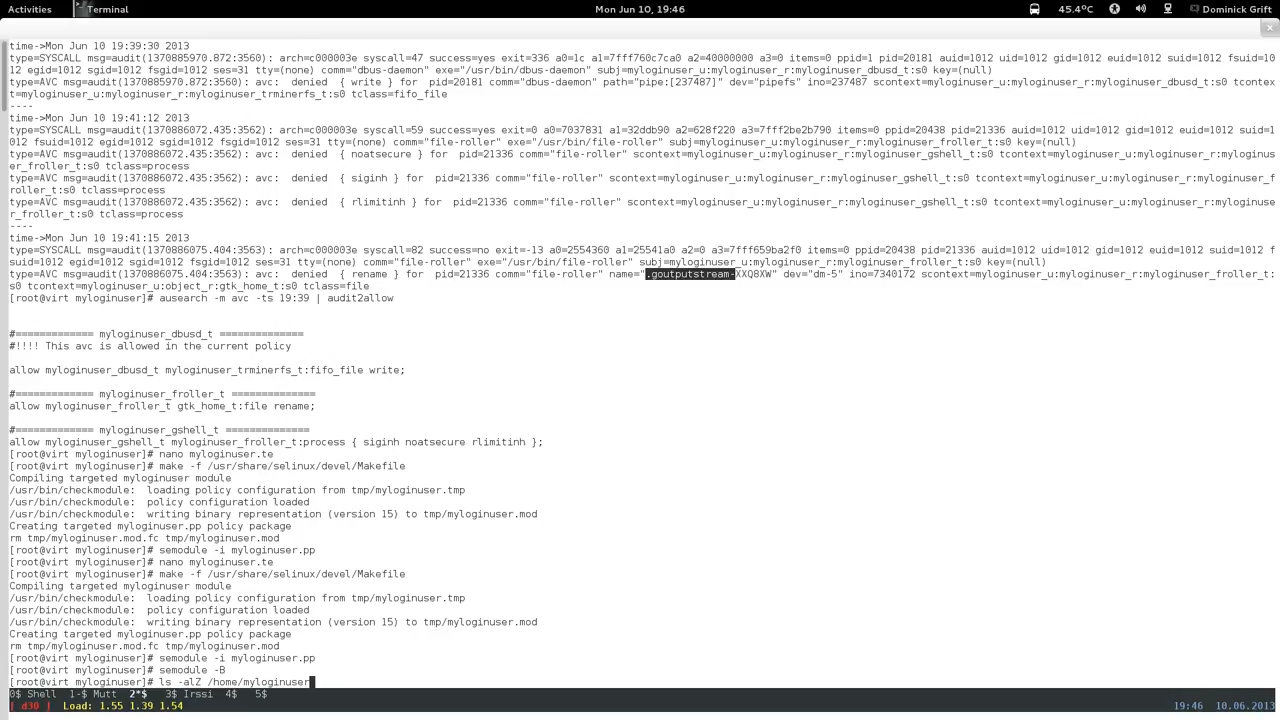 Activities Terminal Mon Jun 10, 19:46 45.4°C Dominick Grift
time->Mon Jun 10 19:39:30 2013
type=SYSCALL msg=audit(1370885970.872:3560): arch=c000003e syscall=47 success=yes exit=336 a0=1c a1=7fff760c7ca0 a2=40000000 a3=0 items=0 ppid=1 pid=20181 auid=1012 uid=1012 gid=1012 euid=1012 suid=1012 fsuid=10
12 egid=1012 sgid=1012 fsgid=1012 ses=31 tty=(none) comm="dbus-daemon" exe="/usr/bin/dbus-daemon" subj=myloginuser_u:myloginuser_r:myloginuser_dbusd_t:s0 key=(null)
type=AVC msg=audit(1370885970.872:3560): avc:  denied  { write } for  pid=20181 comm="dbus-daemon" path="pipe:[237487]" dev="pipefs" ino=237487 scontext=myloginuser_u:myloginuser_r:myloginuser_dbusd_t:s0 tcontex
t=myloginuser_u:myloginuser_r:myloginuser_trminerfs_t:s0 tclass=fifo_file
----
time->Mon Jun 10 19:41:12 2013
type=SYSCALL msg=audit(1370886072.435:3562): arch=c000003e syscall=59 success=yes exit=0 a0=7037831 a1=32ddb90 a2=628f220 a3=7fff2be2b790 items=0 ppid=20438 pid=21336 auid=1012 uid=1012 gid=1012 euid=1012 suid=1
012 fsuid=1012 egid=1012 sgid=1012 fsgid=1012 ses=31 tty=(none) comm="file-roller" exe="/usr/bin/file-roller" subj=myloginuser_u:myloginuser_r:myloginuser_froller_t:s0 key=(null)
type=AVC msg=audit(1370886072.435:3562): avc:  denied  { noatsecure } for  pid=21336 comm="file-roller" scontext=myloginuser_u:myloginuser_r:myloginuser_gshell_t:s0 tcontext=myloginuser_u:myloginuser_r:myloginus
er_froller_t:s0 tclass=process
type=AVC msg=audit(1370886072.435:3562): avc:  denied  { siginh } for  pid=21336 comm="file-roller" scontext=myloginuser_u:myloginuser_r:myloginuser_gshell_t:s0 tcontext=myloginuser_u:myloginuser_r:myloginuser_f
roller_t:s0 tclass=process
type=AVC msg=audit(1370886072.435:3562): avc:  denied  { rlimitinh } for  pid=21336 comm="file-roller" scontext=myloginuser_u:myloginuser_r:myloginuser_gshell_t:s0 tcontext=myloginuser_u:myloginuser_r:myloginuse
r_froller_t:s0 tclass=process
----
time->Mon Jun 10 19:41:15 2013
type=SYSCALL msg=audit(1370886075.404:3563): arch=c000003e syscall=82 success=no exit=-13 a0=2554360 a1=25541a0 a2=0 a3=7fff659ba2f0 items=0 ppid=20438 pid=21336 auid=1012 uid=1012 gid=1012 euid=1012 suid=1012 
fsuid=1012 egid=1012 sgid=1012 fsgid=1012 ses=31 tty=(none) comm="file-roller" exe="/usr/bin/file-roller" subj=myloginuser_u:myloginuser_r:myloginuser_froller_t:s0 key=(null)
type=AVC msg=audit(1370886075.404:3563): avc:  denied  { rename } for  pid=21336 comm="file-roller" name=".goutputstream-XXQ8XW" dev="dm-5" ino=7340172 scontext=myloginuser_u:myloginuser_r:myloginuser_froller_t:
s0 tcontext=myloginuser_u:object_r:gtk_home_t:s0 tclass=file
[root@virt myloginuser]# ausearch -m avc -ts 19:39 | audit2allow
#============= myloginuser_dbusd_t ==============
#!!!! This avc is allowed in the current policy
allow myloginuser_dbusd_t myloginuser_trminerfs_t:fifo_file write;
#============= myloginuser_froller_t ==============
allow myloginuser_froller_t gtk_home_t:file rename;
#============= myloginuser_gshell_t ==============
allow myloginuser_gshell_t myloginuser_froller_t:process { siginh noatsecure rlimitinh };
[root@virt myloginuser]# nano myloginuser.te
[root@virt myloginuser]# make -f /usr/share/selinux/devel/Makefile
Compiling targeted myloginuser module
/usr/bin/checkmodule:  loading policy configuration from tmp/myloginuser.tmp
/usr/bin/checkmodule:  policy configuration loaded
/usr/bin/checkmodule:  writing binary representation (version 15) to tmp/myloginuser.mod
Creating targeted myloginuser.pp policy package
rm tmp/myloginuser.mod.fc tmp/myloginuser.mod
[root@virt myloginuser]# semodule -i myloginuser.pp
[root@virt myloginuser]# nano myloginuser.te
[root@virt myloginuser]# make -f /usr/share/selinux/devel/Makefile
Compiling targeted myloginuser module
/usr/bin/checkmodule:  loading policy configuration from tmp/myloginuser.tmp
/usr/bin/checkmodule:  policy configuration loaded
/usr/bin/checkmodule:  writing binary representation (version 15) to tmp/myloginuser.mod
Creating targeted myloginuser.pp policy package
rm tmp/myloginuser.mod.fc tmp/myloginuser.mod
[root@virt myloginuser]# semodule -i myloginuser.pp
[root@virt myloginuser]# semodule -B
[root@virt myloginuser]# ls -alZ /home/myloginuser
0$ Shell  1-$ Mutt  2*$  3$ Irssi  4$  5$
| d30 |  Load: 1.55 1.39 1.54 19:46 10.06.2013